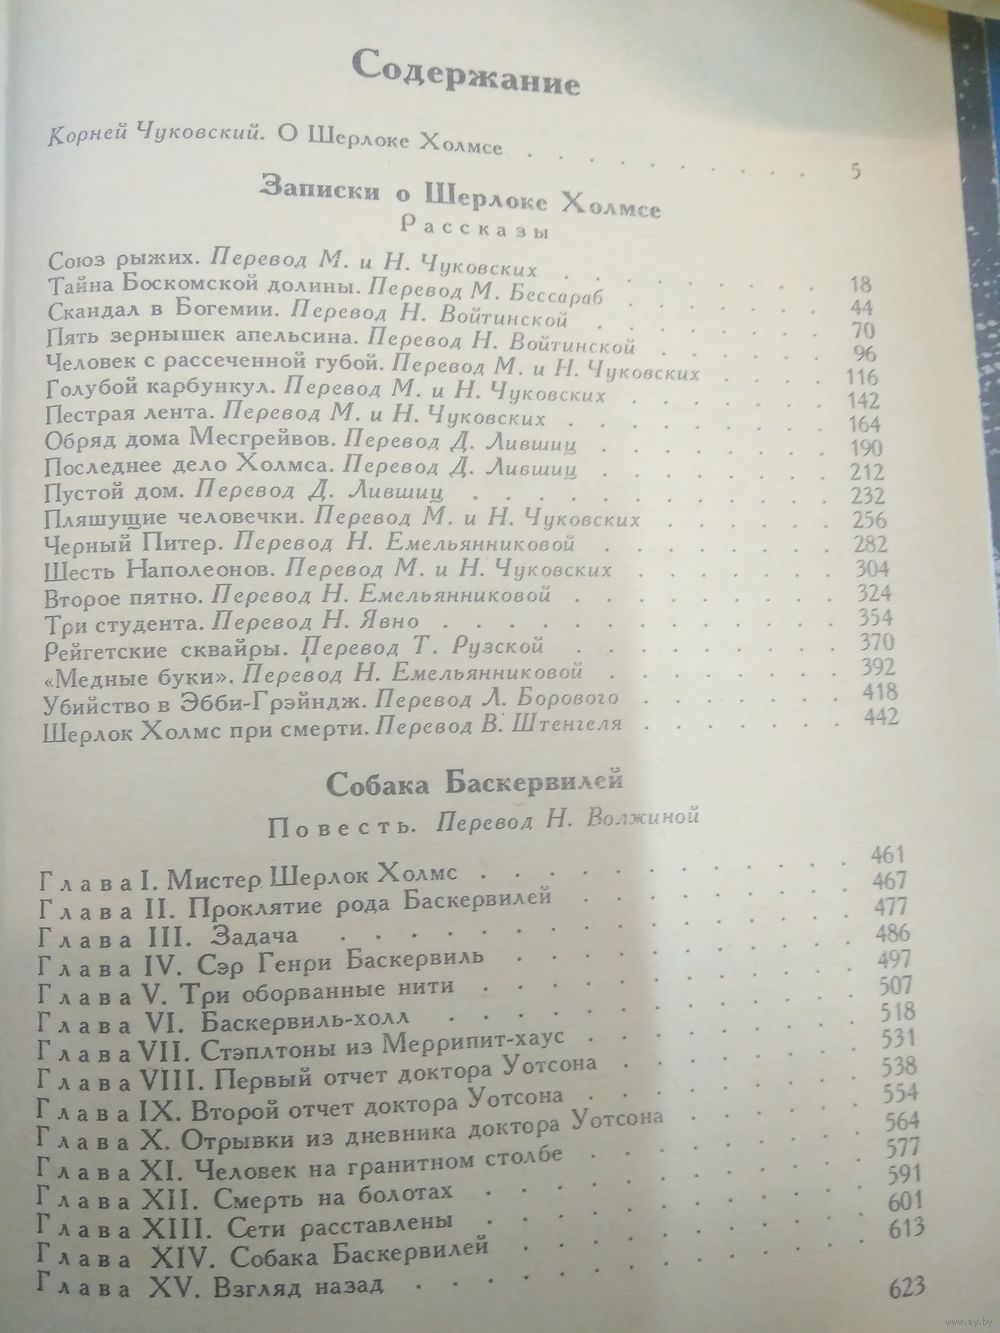 Содержание
Корней Чуковский. О Шерлоке Холмсе . . . . . . . . . 5
Записки о Шерлоке Холмсе
Рассказы
Союз рыжих. Перевод М. и Н. Чуковских . . . . . . . . 18
Тайна Боскомской долины. Перевод М. Бессараб . . . . . . 44
Скандал в Богемии. Перевод Н. Войтинской . . . . . . . 70
Пять зернышек апельсина. Перевод Н. Войтинской . . . . . 96
Человек с рассеченной губой. Перевод М. и Н. Чуковских . . . . 116
Голубой карбункул. Перевод М. и Н. Чуковских . . . . . . 142
Пестрая лента. Перевод М. и Н. Чуковских . . . . . . . 164
Обряд дома Месгрейвов. Перевод Д. Лившиц . . . . . . . 190
Последнее дело Холмса. Перевод Д. Лившиц . . . . . . . 212
Пустой дом. Перевод Д. Лившиц . . . . . . . . . . 232
Пляшущие человечки. Перевод М. и Н. Чуковских . . . . . 256
Черный Питер. Перевод Н. Емельянниковой . . . . . . . 282
Шесть Наполеонов. Перевод М. и Н. Чуковских . . . . . . 304
Второе пятно. Перевод Н. Емельянниковой . . . . . . . 324
Три студента. Перевод Н. Явно . . . . . . . . . . 354
Рейгетские сквайры. Перевод Т. Рузской . . . . . . . 370
«Медные буки». Перевод Н. Емельянниковой . . . . . . . 392
Убийство в Эбби-Грэйндж. Перевод Л. Борового . . . . . . 418
Шерлок Холмс при смерти. Перевод В. Штенгеля . . . . . . 442
Собака Баскервилей
Повесть. Перевод Н. Волжиной
Глава I. Мистер Шерлок Холмс . . . . . . . . . . 461
Глава II. Проклятие рода Баскервилей . . . . . . . 467
Глава III. Задача . . . . . . . . . . . . . 477
Глава IV. Сэр Генри Баскервиль . . . . . . . . . 486
Глава V. Три оборванные нити . . . . . . . . . . 497
Глава VI. Баскервиль-холл . . . . . . . . . . . 507
Глава VII. Стэплтоны из Меррипит-хаус . . . . . . . 518
Глава VIII. Первый отчет доктора Уотсона . . . . . . 531
Глава IX. Второй отчет доктора Уотсона . . . . . . . 538
Глава X. Отрывки из дневника доктора Уотсона . . . . . 554
Глава XI. Человек на гранитном столбе . . . . . . . 564
Глава XII. Смерть на болотах . . . . . . . . . . 577
Глава XIII. Сети расставлены . . . . . . . . . . 591
Глава XIV. Собака Баскервилей . . . . . . . . . 601
Глава XV. Взгляд назад . . . . . . . . . . . 613
623
www.ay.by